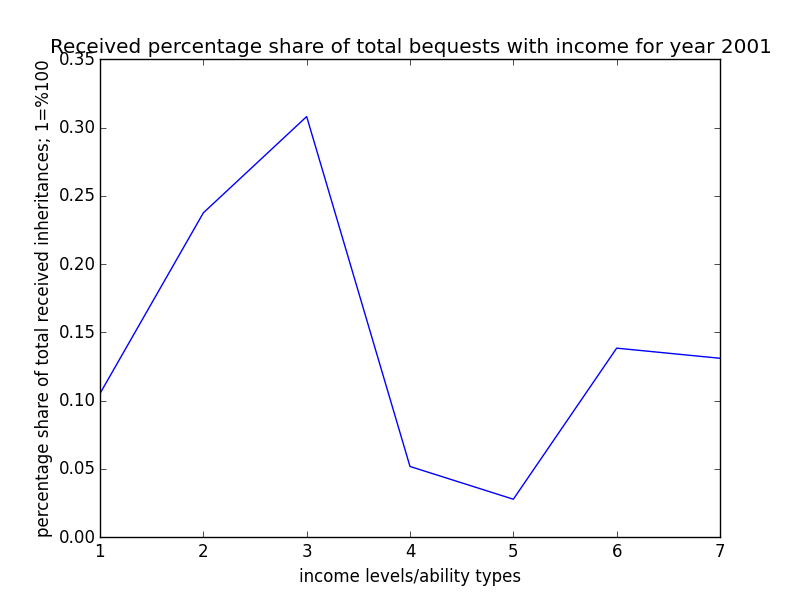 Received percentage share of total bequests with income for year 2001
percentage share of total received inheritances; 1=%100
0.35
0.30
0.25
0.20
0.15
0.10
0.05
0.00
1 2 3 4 5 6 7
income levels/ability types